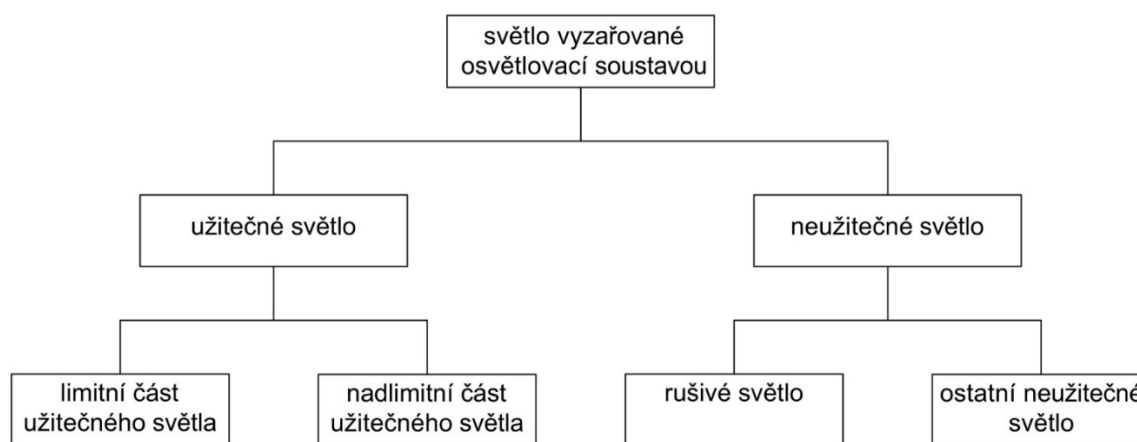 světlo vyzařované
osvětlovací soustavou
užitečné světlo
neužitečné světlo
limitní část
užitečného světla
nadlimitní část
užitečného světla
rušivé světlo
ostatní neužitečné
světlo